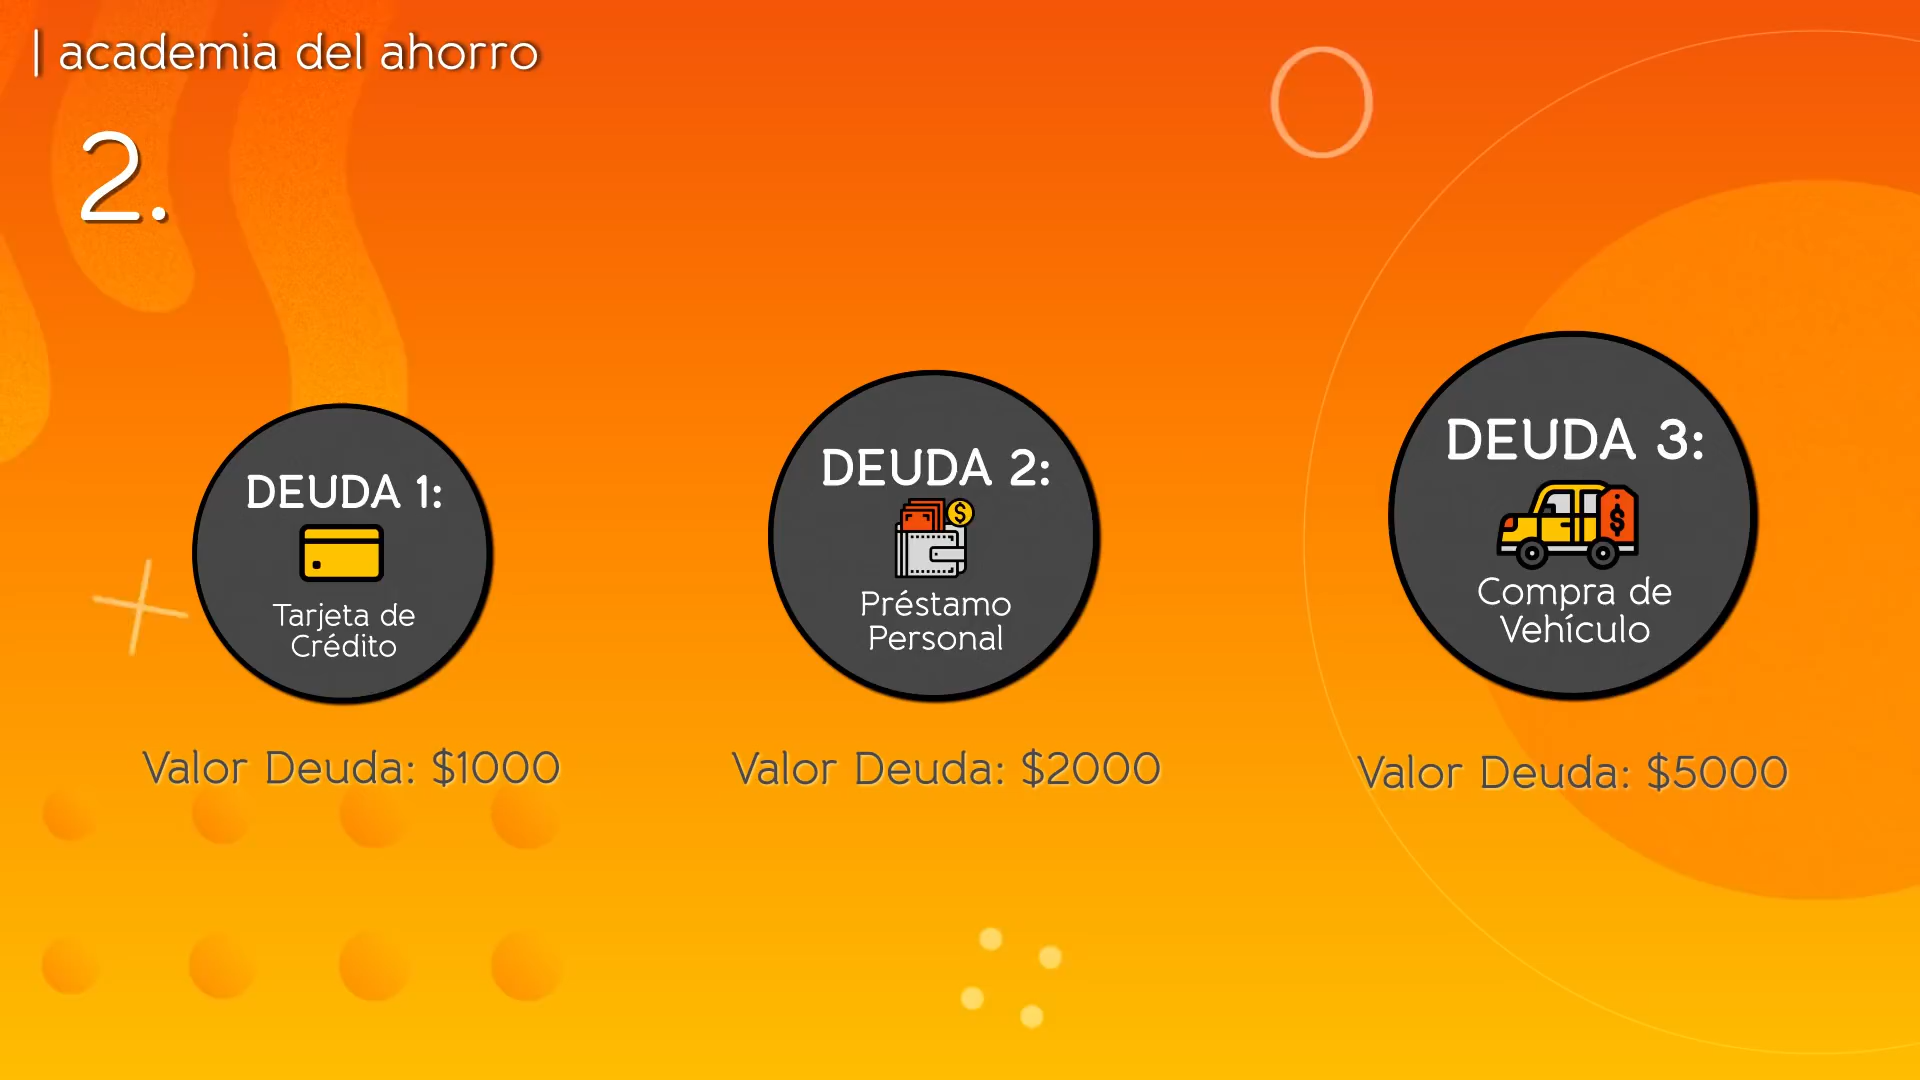 | academia del ahorro
2.
DEUDA 1:
Tarjeta de
Crédito
Valor Deuda: $1000
DEUDA 2:
$
Préstamo
Personal
Valor Deuda: $2000
DEUDA 3:
$
Compra de
Vehículo
Valor Deuda: $5000